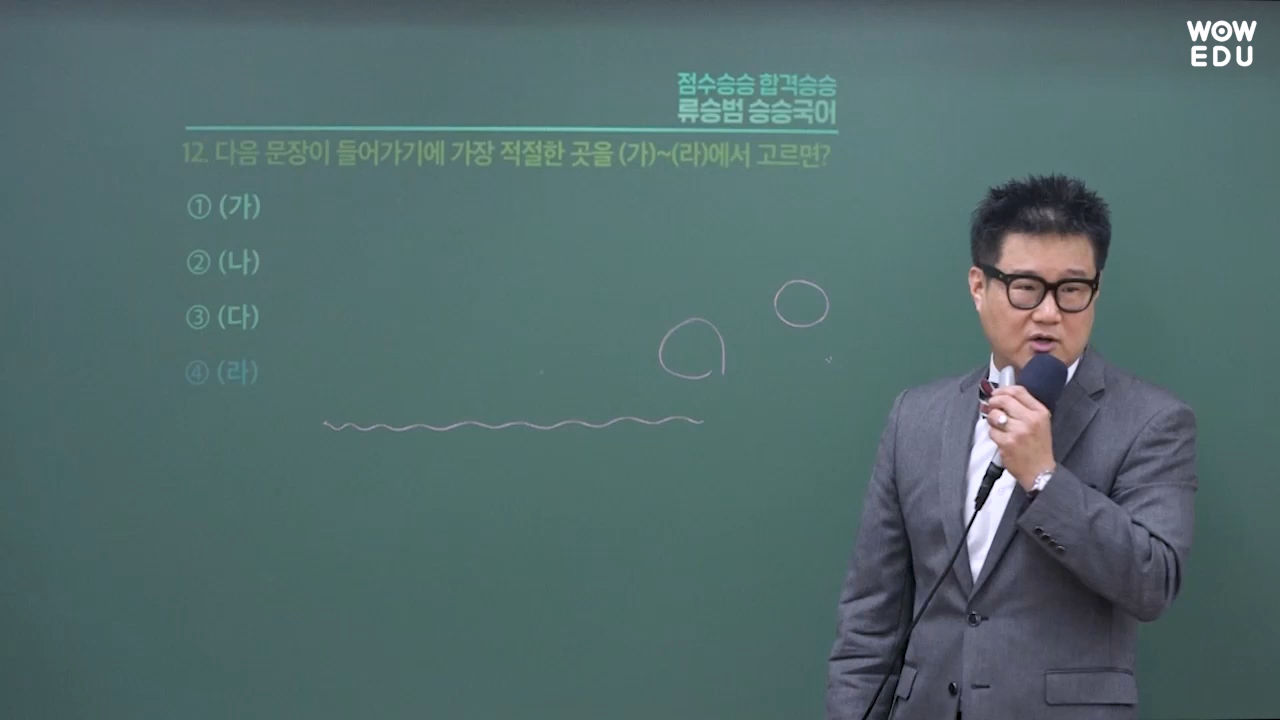 WOW
EDU
점수승승 합격승승
류승범 승승국어
12. 다음 문장이 들어가기에 가장 적절한 곳을 (가)~(라)에서 고르면?
① (가)
② (나)
③ (다)
④ (라)